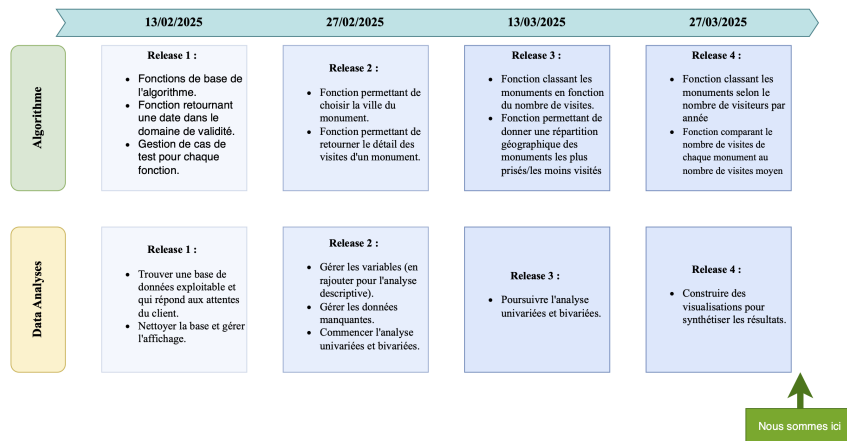 13/02/2025
27/02/2025
13/03/2025
27/03/2025
Algorithme
Release 1 :
• Fonctions de base de
l'algorithme.
• Fonction retournant
une date dans le
domaine de validité.
• Gestion de cas de
test pour chaque
fonction.
Release 2 :
• Fonction permettant de
choisir la ville du
monument.
• Fonction permettant de
retourner le détail des
visites d'un monument.
Release 3 :
• Fonction classant les
monuments en fonction
du nombre de visites.
• Fonction permettant de
donner une répartition
géographique des
monuments les plus
prisés/les moins visités
Release 4 :
• Fonction classant les
monuments selon le
nombre de visiteurs par
année
• Fonction comparant le
nombre de visites de
chaque monument au
nombre de visites moyen
Data Analyses
Release 1 :
• Trouver une base de
données exploitable et
qui répond aux attentes
du client.
• Nettoyer la base et gérer
l'affichage.
Release 2 :
• Gérer les variables (en
rajouter pour l'analyse
descriptive).
• Gérer les données
manquantes.
• Commencer l'analyse
univariées et bivariées.
Release 3 :
• Poursuivre l'analyse
univariées et bivariées.
Release 4 :
• Construire des
visualisations pour
synthétiser les résultats.
Nous sommes ici